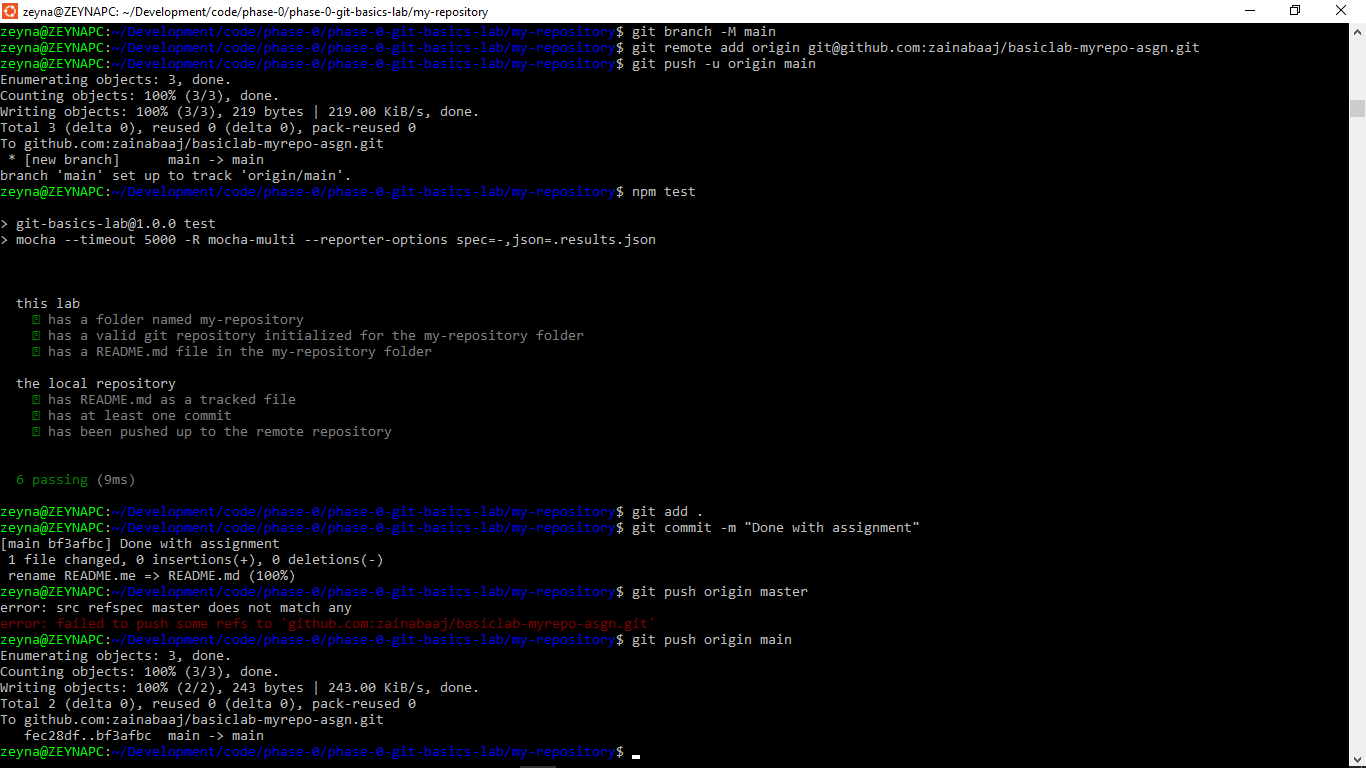 zeyna@ZEYNAPC: ~/Development/code/phase-0/phase-0-git-basics-lab/my-repository
zeyna@ZEYNAPC:~/Development/code/phase-0/phase-0-git-basics-lab/my-repository$ git branch -M main
zeyna@ZEYNAPC:~/Development/code/phase-0/phase-0-git-basics-lab/my-repository$ git remote add origin git@github.com:zainabaaj/basiclab-myrepo-asgn.git
zeyna@ZEYNAPC:~/Development/code/phase-0/phase-0-git-basics-lab/my-repository$ git push -u origin main
Enumerating objects: 3, done.
Counting objects: 100% (3/3), done.
Writing objects: 100% (3/3), 219 bytes | 219.00 KiB/s, done.
Total 3 (delta 0), reused 0 (delta 0), pack-reused 0
To github.com:zainabaaj/basiclab-myrepo-asgn.git
 * [new branch]      main -> main
branch 'main' set up to track 'origin/main'.
zeyna@ZEYNAPC:~/Development/code/phase-0/phase-0-git-basics-lab/my-repository$ npm test
> git-basics-lab@1.0.0 test
> mocha --timeout 5000 -R mocha-multi --reporter-options spec=-,json=.results.json
this lab
has a folder named my-repository
has a valid git repository initialized for the my-repository folder
has a README.md file in the my-repository folder
the local repository
has README.md as a tracked file
has at least one commit
has been pushed up to the remote repository
6 passing (9ms)
zeyna@ZEYNAPC:~/Development/code/phase-0/phase-0-git-basics-lab/my-repository$ git add .
zeyna@ZEYNAPC:~/Development/code/phase-0/phase-0-git-basics-lab/my-repository$ git commit -m "Done with assignment"
[main bf3afbc] Done with assignment
 1 file changed, 0 insertions(+), 0 deletions(-)
 rename README.me => README.md (100%)
zeyna@ZEYNAPC:~/Development/code/phase-0/phase-0-git-basics-lab/my-repository$ git push origin master
error: src refspec master does not match any
error: failed to push some refs to 'github.com:zainabaaj/basiclab-myrepo-asgn.git'
zeyna@ZEYNAPC:~/Development/code/phase-0/phase-0-git-basics-lab/my-repository$ git push origin main
Enumerating objects: 3, done.
Counting objects: 100% (3/3), done.
Writing objects: 100% (2/2), 243 bytes | 243.00 KiB/s, done.
Total 2 (delta 0), reused 0 (delta 0), pack-reused 0
To github.com:zainabaaj/basiclab-myrepo-asgn.git
   fec28df..bf3afbc  main -> main
zeyna@ZEYNAPC:~/Development/code/phase-0/phase-0-git-basics-lab/my-repository$